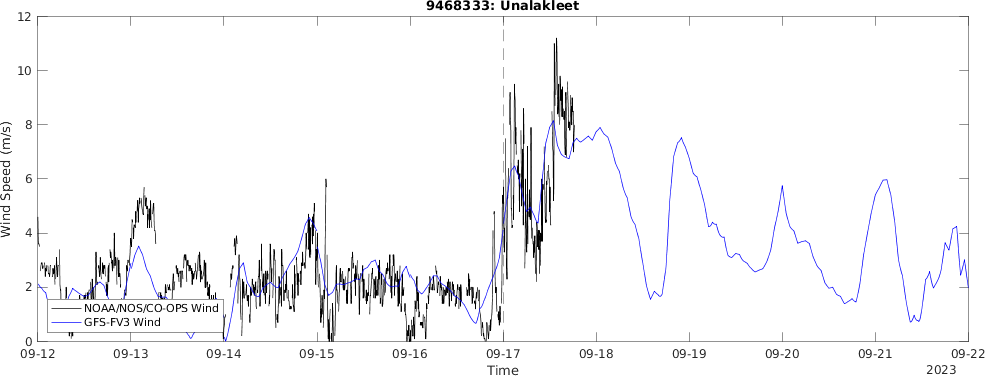 9468333: Unalakleet
12
10
8
6
4
2
0
Wind Speed (m/s)
NOAA/NOS/CO-OPS Wind
GFS-FV3 Wind
09-12 09-13 09-14 09-15 09-16 09-17 09-18 09-19 09-20 09-21 09-22
Time
2023